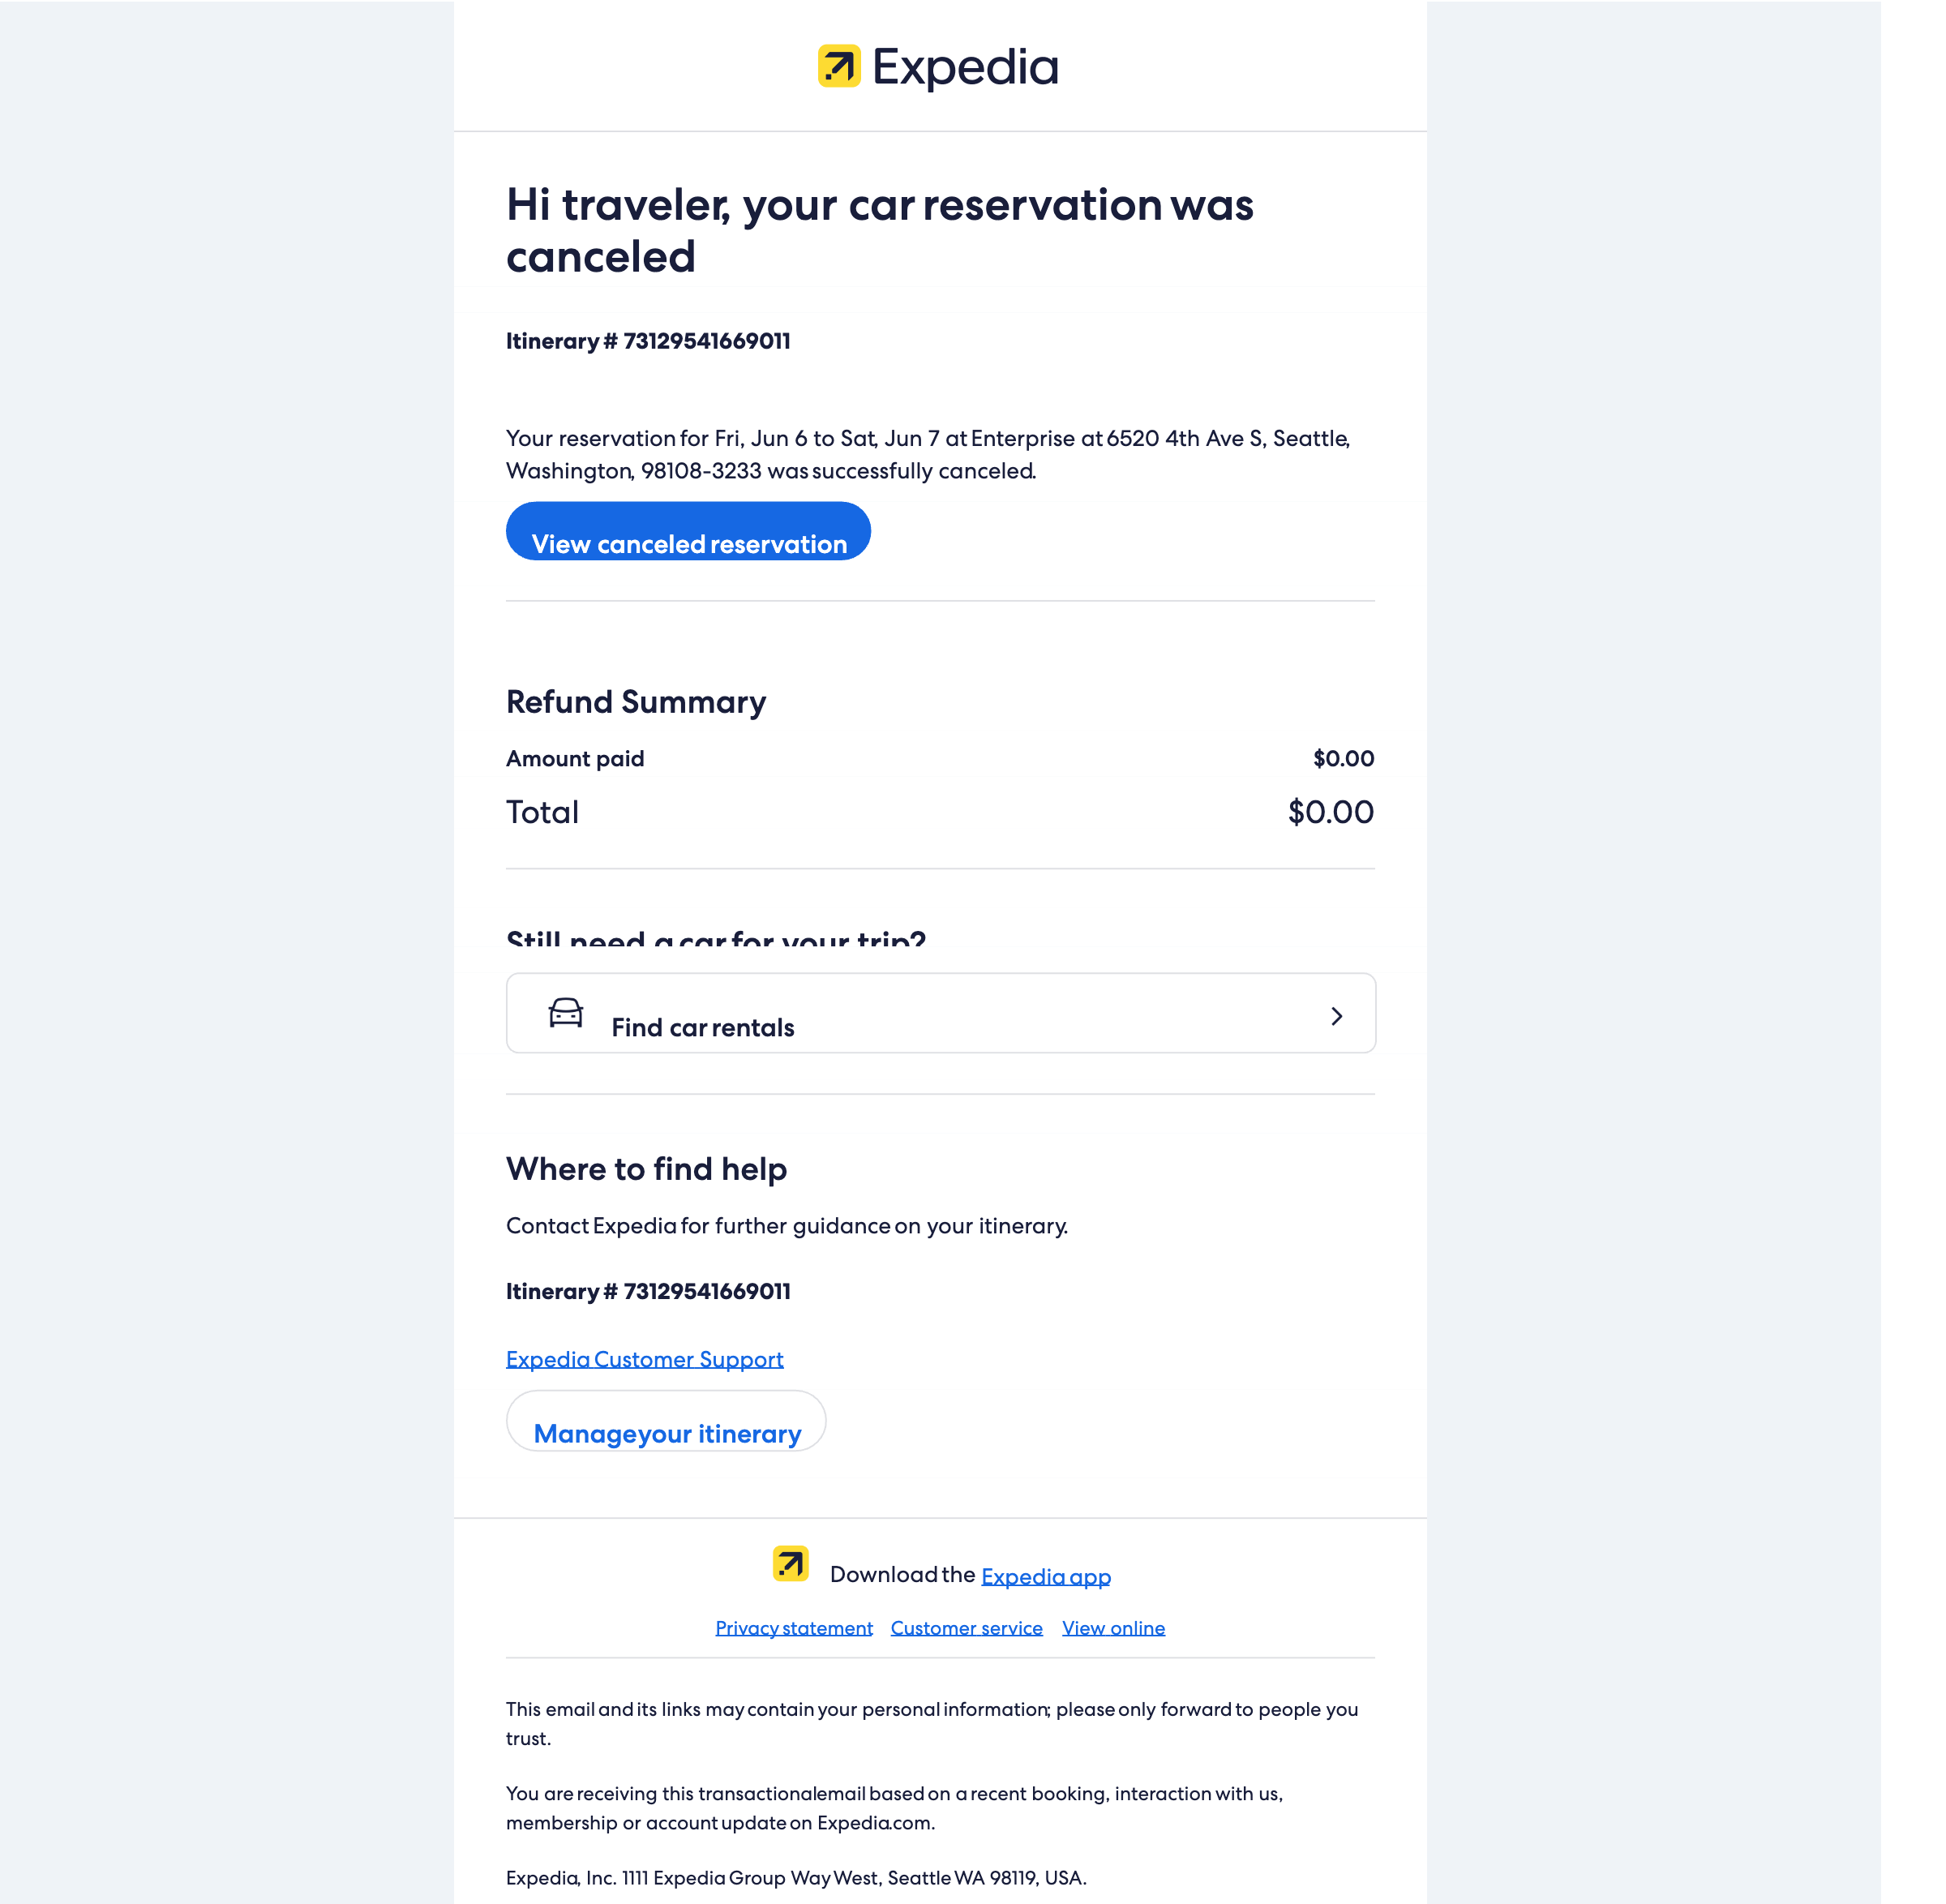 Expedia
Hi traveler, your car reservation was
canceled
Itinerary # 73129541669011
Your reservation for Fri, Jun 6 to Sat, Jun 7 at Enterprise at 6520 4th Ave S, Seattle,
Washington, 98108-3233 was successfully canceled.
View canceled reservation
Refund Summary
Amount paid $0.00
Total $0.00
Still need a car for your trip?
Find car rentals
Where to find help
Contact Expedia for further guidance on your itinerary.
Itinerary # 73129541669011
Expedia Customer Support
Manage your itinerary
Download the Expedia app
Privacy statement Customer service View online
This email and its links may contain your personal information; please only forward to people you
trust.
You are receiving this transactional email based on a recent booking, interaction with us,
membership or account update on Expedia.com.
Expedia, Inc. 1111 Expedia Group Way West, Seattle WA 98119, USA.